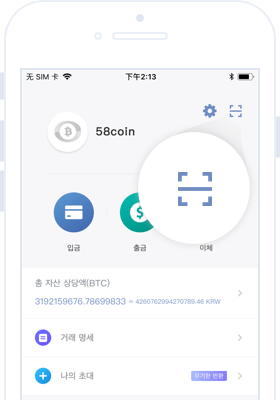 无 SIM 卡 下午2:13
58coin
입금 출금 이체
총 자산 상당액(BTC)
3192159676.78699833 ≈ 4260762994270789.46 KRW
거래 명세
나의 초대 무기한 반환